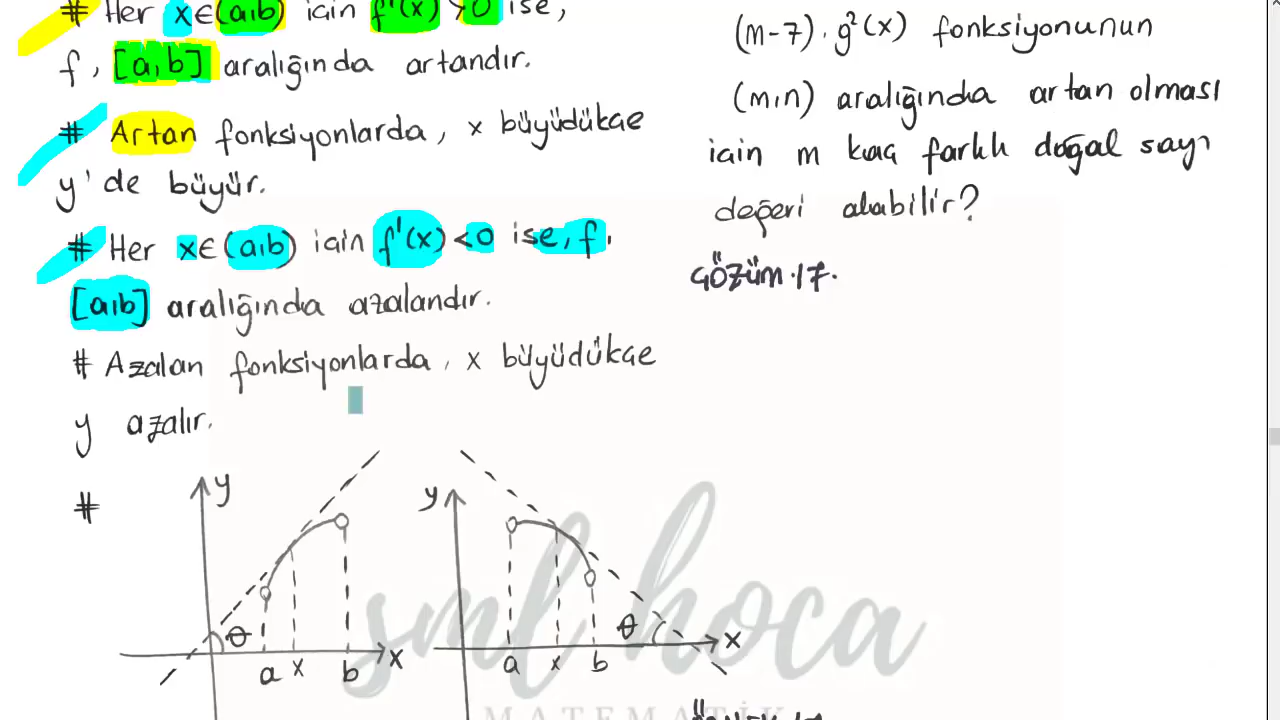 # Her x∈(a,b) için f'(x) >0 ise,
f, [a,b] aralığında artandır.
# Artan fonksiyonlarda, x büyüdükçe
y'de büyür.
# Her x∈(a,b) için f'(x) <0 ise, f,
[a,b] aralığında azalandır.
# Azalan fonksiyonlarda, x büyüdükçe
y azalır.
#
y
θ
a x b x
y
θ
a x b x
(m-7)·g²(x) fonksiyonunun
(m,n) aralığında artan olması
için m kaç farklı doğal sayı
değeri alabilir?
ÇÖZÜM.17.
sml hoca
MATEMATİK